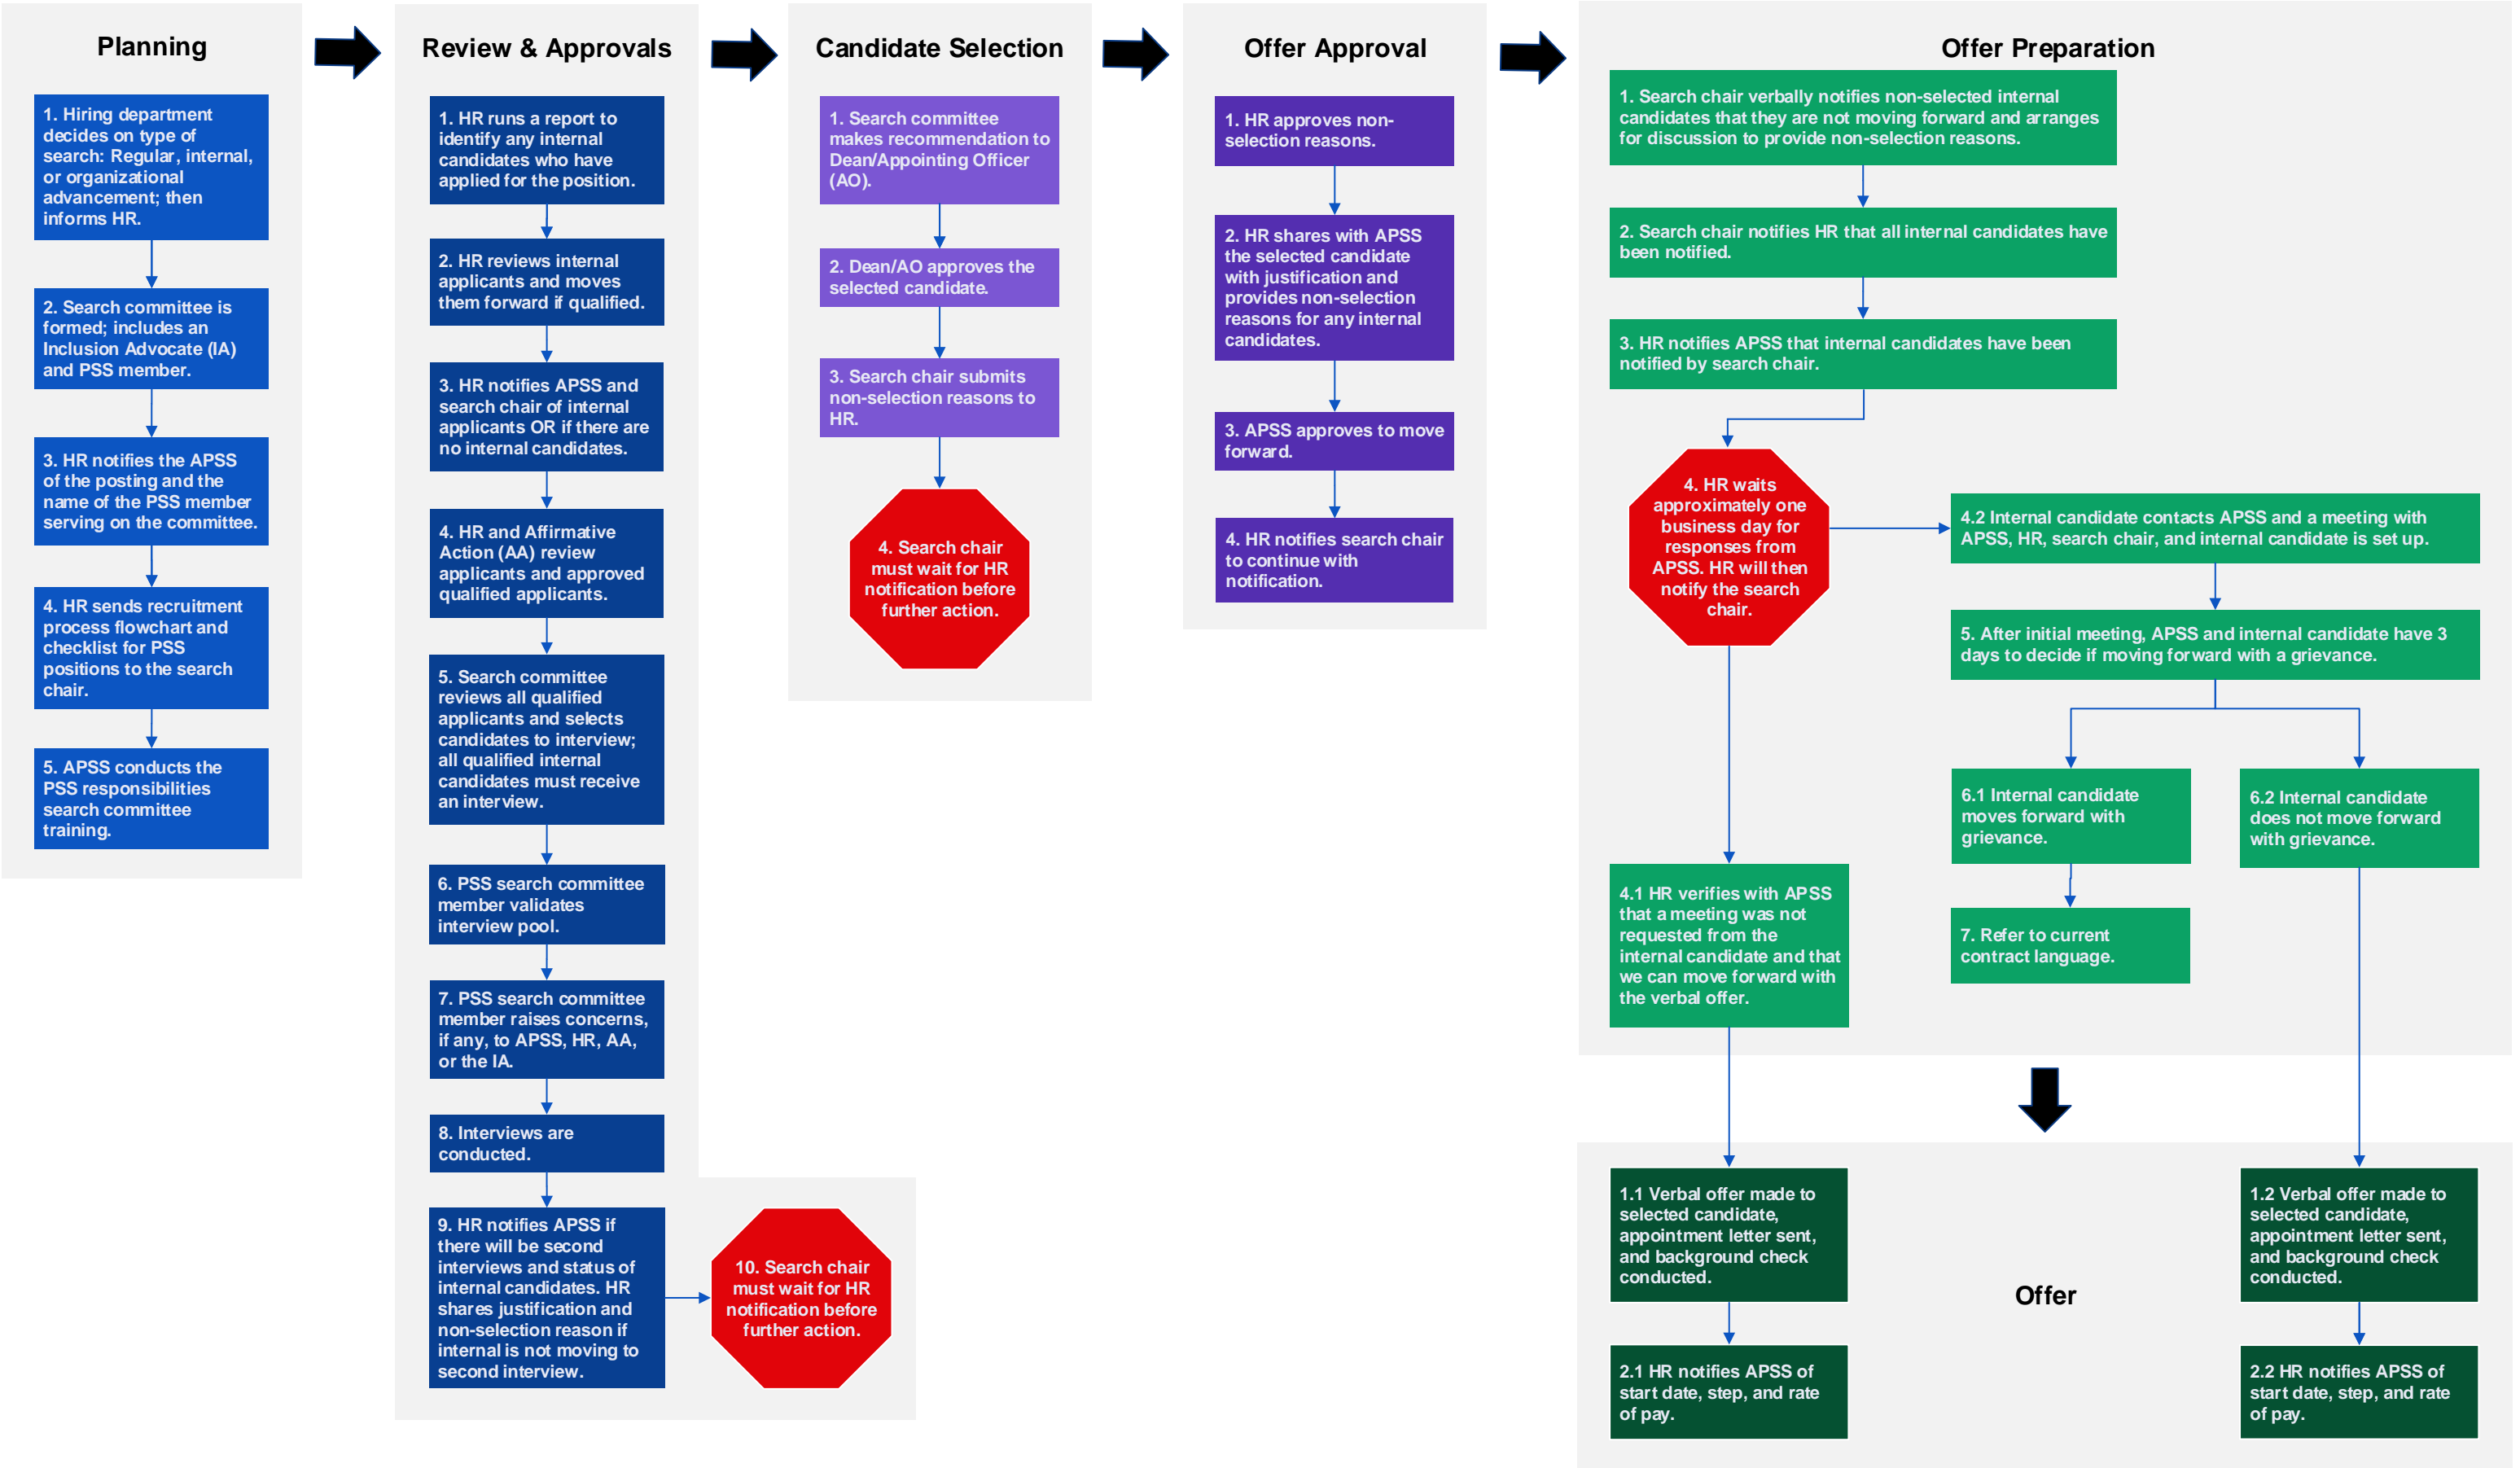 Planning
1. Hiring department
decides on type of
search: Regular, internal,
or organizational
advancement; then
informs HR.
2. Search committee is
formed; includes an
Inclusion Advocate (IA)
and PSS member.
3. HR notifies the APSS
of the posting and the
name of the PSS member
serving on the committee.
4. HR sends recruitment
process flowchart and
checklist for PSS
positions to the search
chair.
5. APSS conducts the
PSS responsibilities
search committee
training.
Review & Approvals
1. HR runs a report to
identify any internal
candidates who have
applied for the position.
2. HR reviews internal
applicants and moves
them forward if qualified.
3. HR notifies APSS and
search chair of internal
applicants OR if there are
no internal candidates.
4. HR and Affirmative
Action (AA) review
applicants and approved
qualified applicants.
5. Search committee
reviews all qualified
applicants and selects
candidates to interview;
all qualified internal
candidates must receive
an interview.
6. PSS search committee
member validates
interview pool.
7. PSS search committee
member raises concerns,
if any, to APSS, HR, AA,
or the IA.
8. Interviews are
conducted.
9. HR notifies APSS if
there will be second
interviews and status of
internal candidates. HR
shares justification and
non-selection reason if
internal is not moving to
second interview.
10. Search chair
must wait for HR
notification before
further action.
Candidate Selection
1. Search committee
makes recommendation to
Dean/Appointing Officer
(AO).
2. Dean/AO approves the
selected candidate.
3. Search chair submits
non-selection reasons to
HR.
4. Search chair
must wait for HR
notification before
further action.
Offer Approval
1. HR approves non-
selection reasons.
2. HR shares with APSS
the selected candidate
with justification and
provides non-selection
reasons for any internal
candidates.
3. APSS approves to move
forward.
4. HR notifies search chair
to continue with
notification.
Offer Preparation
1. Search chair verbally notifies non-selected internal
candidates that they are not moving forward and arranges
for discussion to provide non-selection reasons.
2. Search chair notifies HR that all internal candidates have
been notified.
3. HR notifies APSS that internal candidates have been
notified by search chair.
4. HR waits
approximately one
business day for
responses from
APSS. HR will then
notify the search
chair.
4.1 HR verifies with APSS
that a meeting was not
requested from the
internal candidate and that
we can move forward with
the verbal offer.
4.2 Internal candidate contacts APSS and a meeting with
APSS, HR, search chair, and internal candidate is set up.
5. After initial meeting, APSS and internal candidate have 3
days to decide if moving forward with a grievance.
6.1 Internal candidate
moves forward with
grievance.
7. Refer to current
contract language.
6.2 Internal candidate
does not move forward
with grievance.
Offer
1.1 Verbal offer made to
selected candidate,
appointment letter sent,
and background check
conducted.
2.1 HR notifies APSS of
start date, step, and rate
of pay.
1.2 Verbal offer made to
selected candidate,
appointment letter sent,
and background check
conducted.
2.2 HR notifies APSS of
start date, step, and rate
of pay.